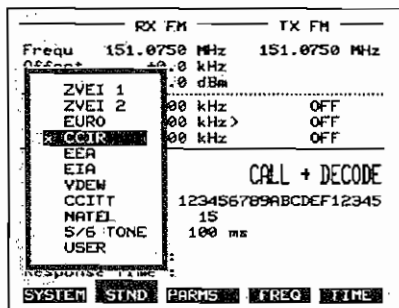 RX FM TX FM
Frequ 151.0750 MHz 151.0750 MHz
Offset ±0.0 kHz
.0 dBm
ZVEI 1
ZVEI 2 00 kHz OFF
EURO 00 kHz> OFF
x CCIR 00 kHz OFF
EEA
EIA
VDEW CALL + DECODE
CCITT 123456789ABCDEF12345
NATEL 15
5/6 TONE 100 ms
USER
Response Time :
SYSTEM STND PARMS FREQ TIME